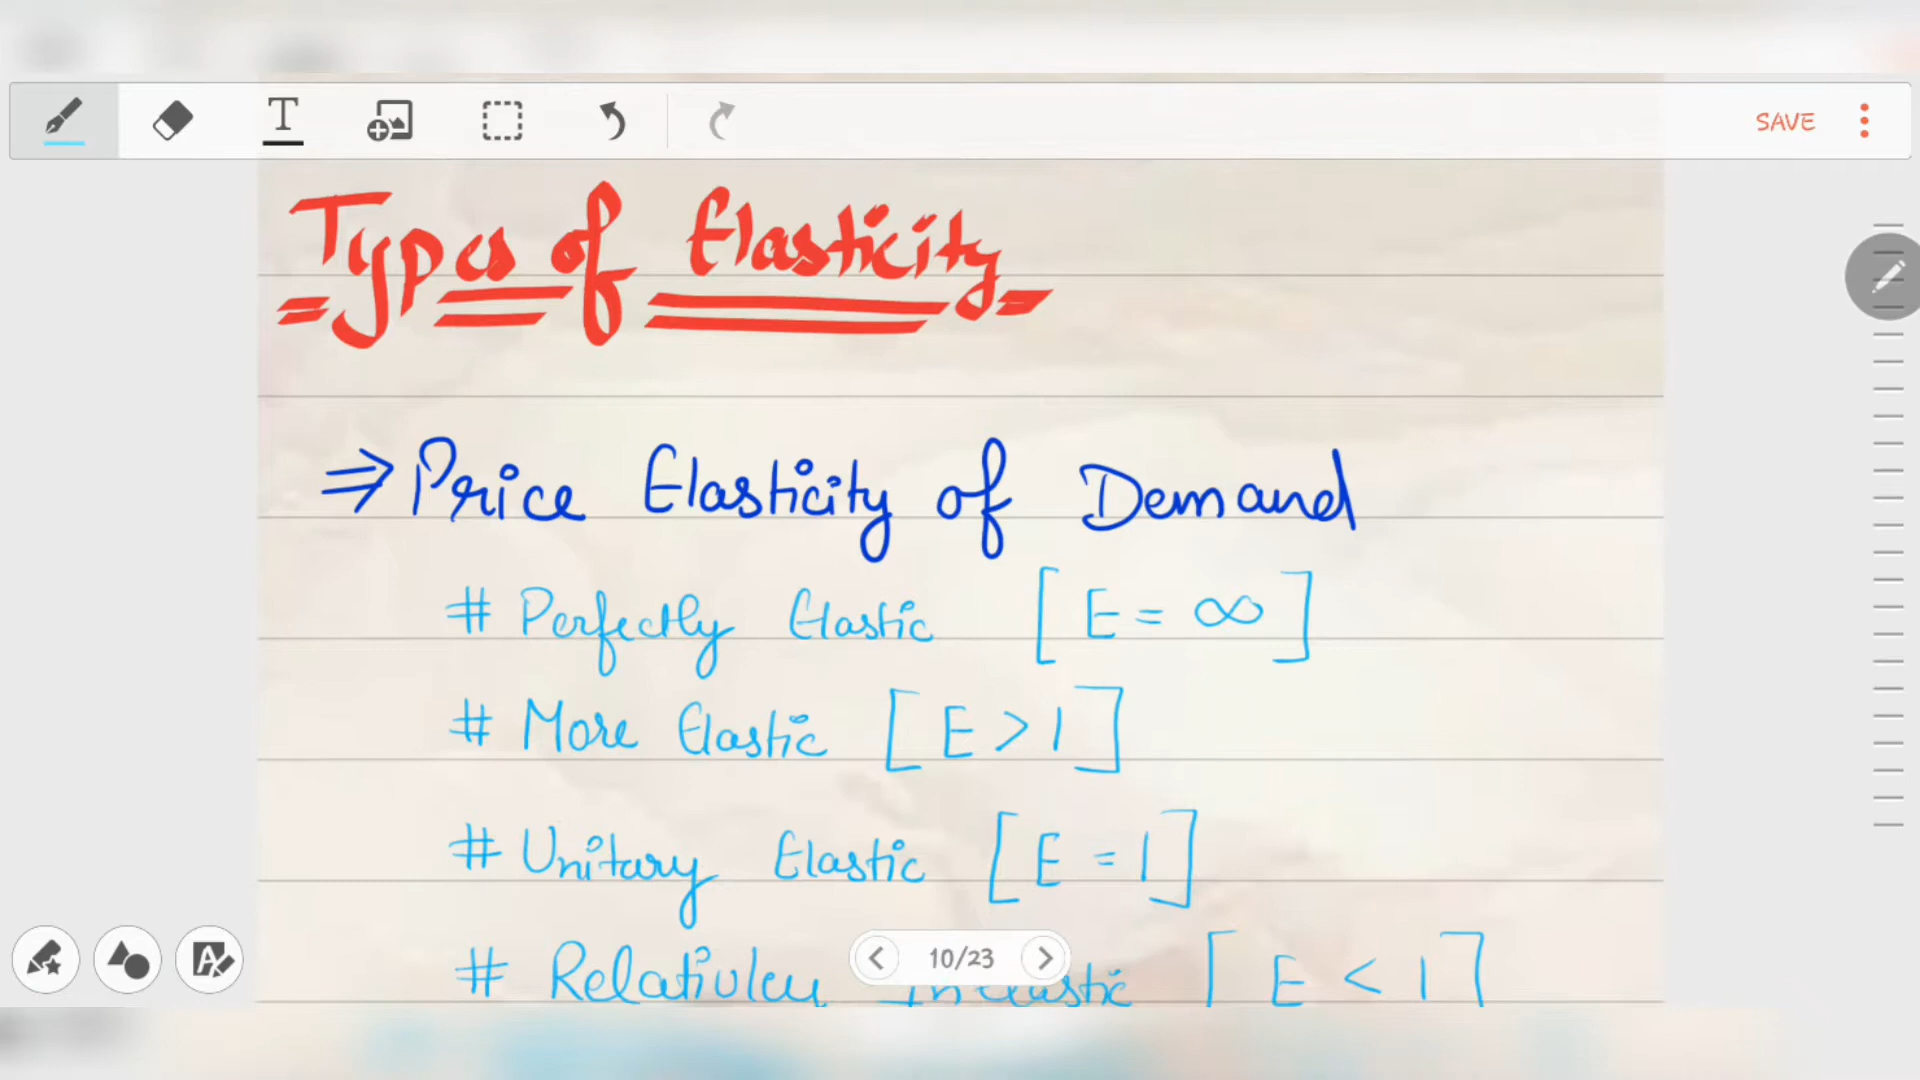 T
SAVE
Types of Elasticity
⇒ Price Elasticity of Demand
# Perfectly Elastic [E = ∞]
# More Elastic [E > 1]
# Unitary Elastic [E = 1]
# Relatively Inelastic [E < 1]
10/23
A